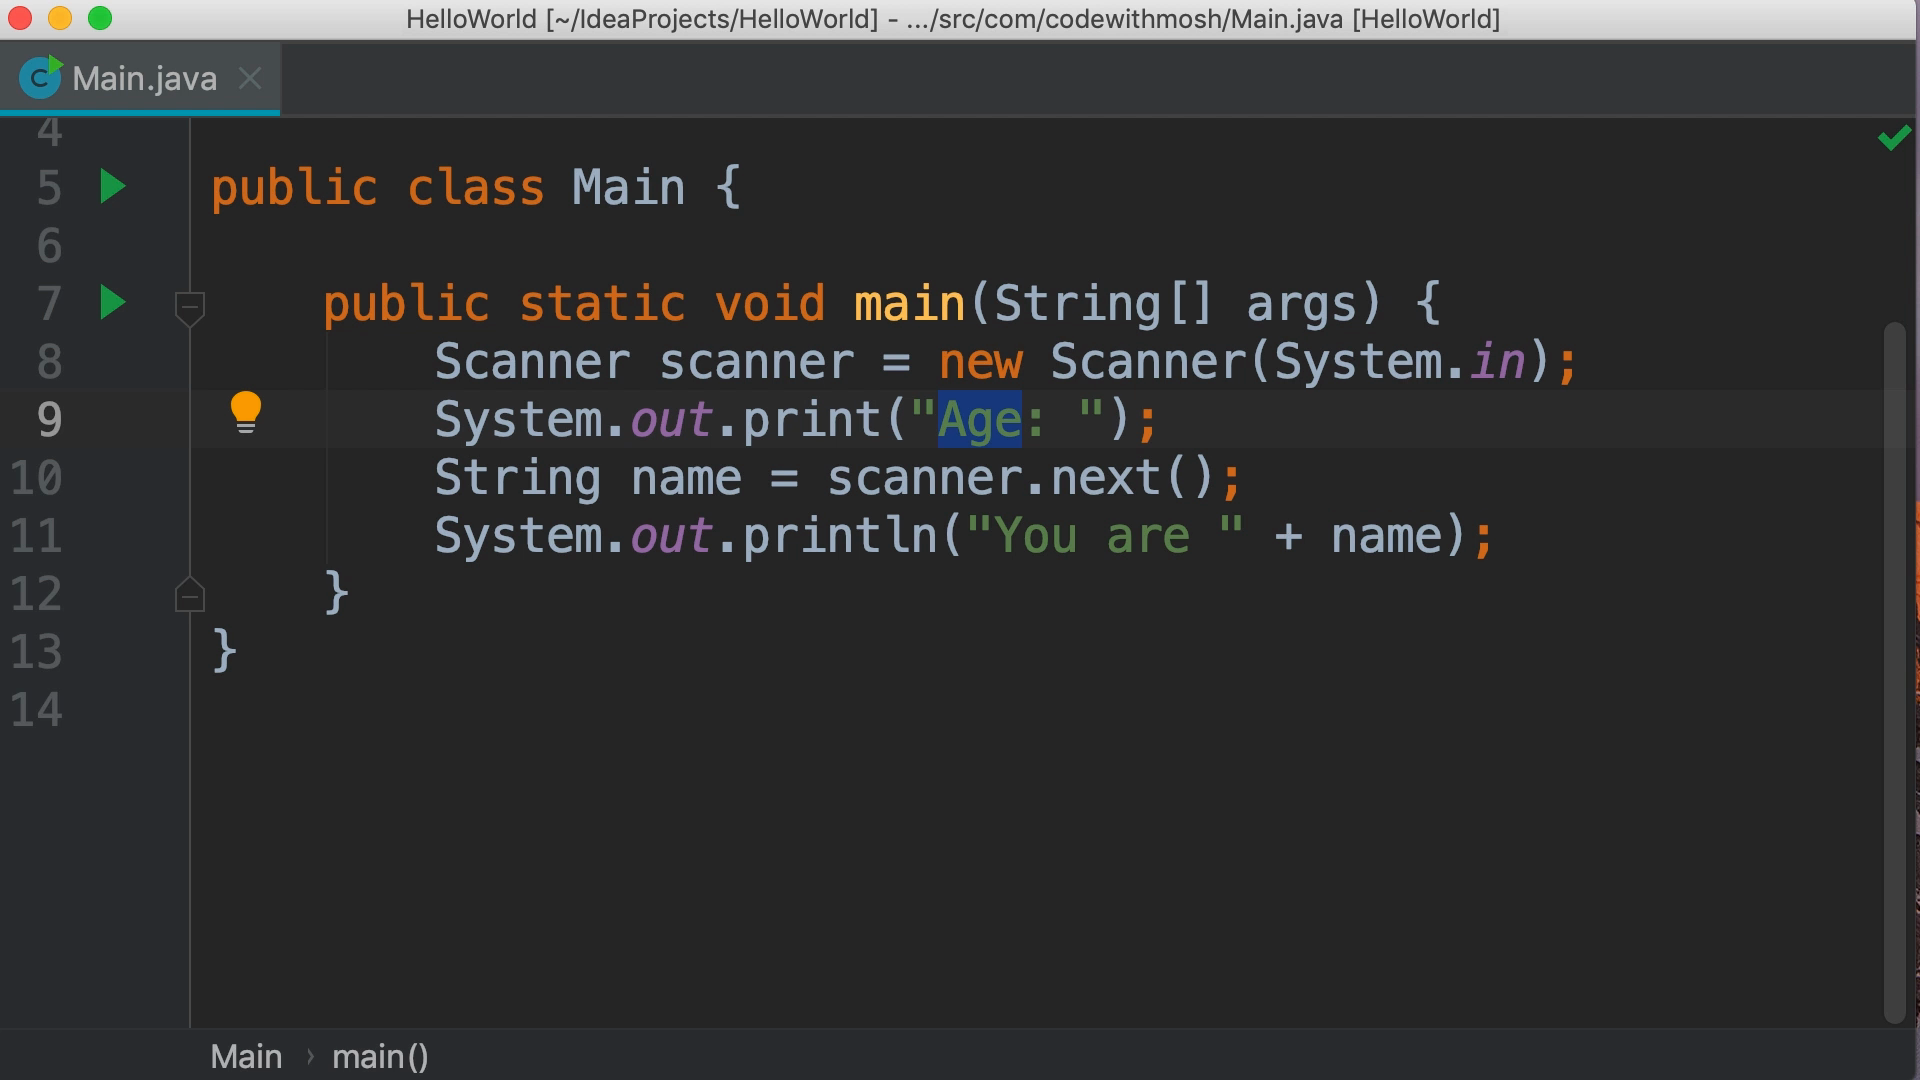 HelloWorld [~/IdeaProjects/HelloWorld] - .../src/com/codewithmosh/Main.java [HelloWorld]
C Main.java
4
5 public class Main {
6
7 public static void main(String[] args) {
8 Scanner scanner = new Scanner(System.in);
9 System.out.print("Age: ");
10 String name = scanner.next();
11 System.out.println("You are " + name);
12 }
13 }
14
Main › main()